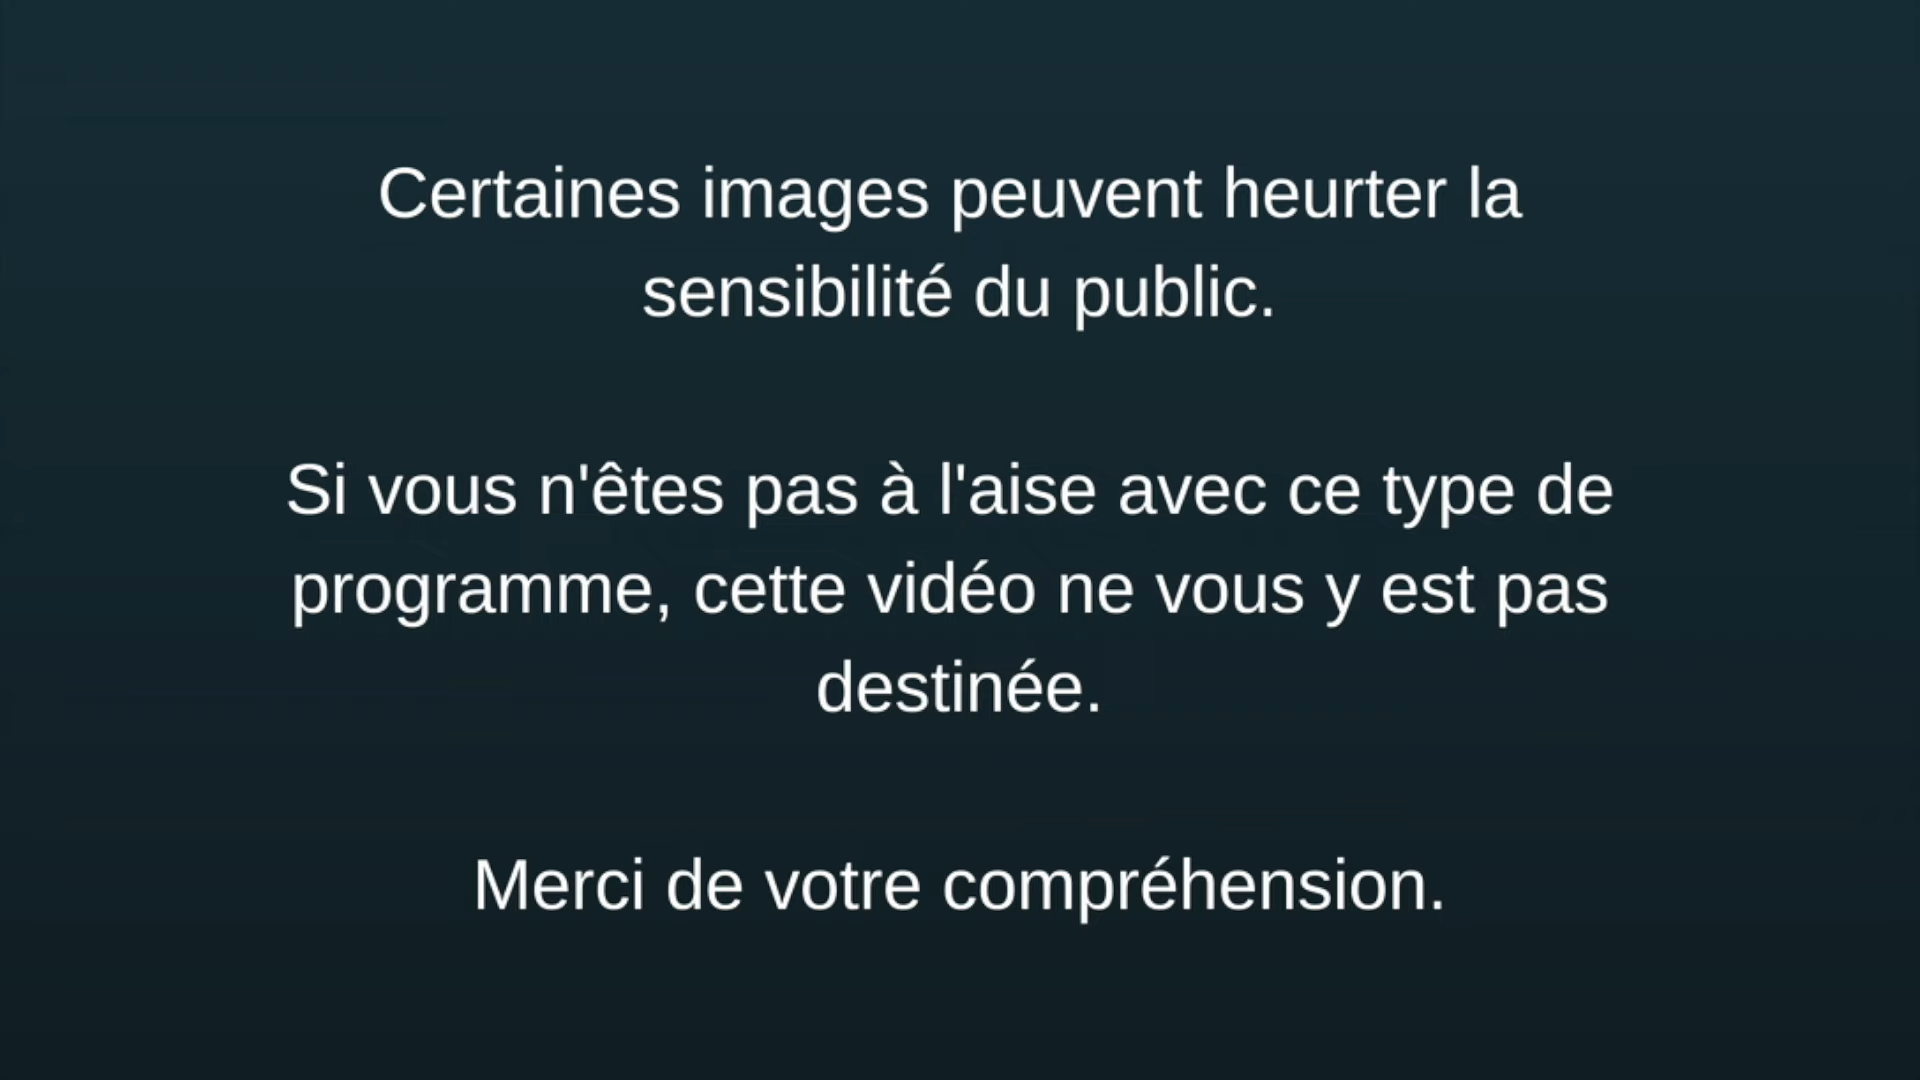 Certaines images peuvent heurter la
sensibilité du public.
Si vous n'êtes pas à l'aise avec ce type de
programme, cette vidéo ne vous y est pas
destinée.
Merci de votre compréhension.